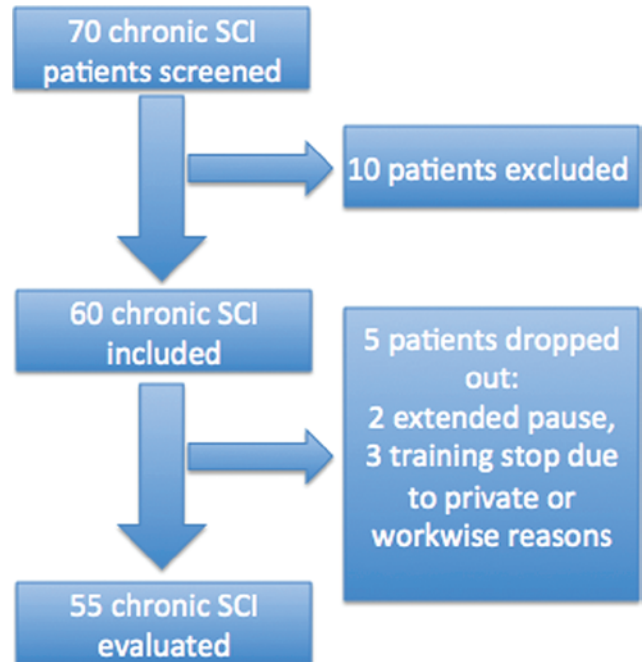 70 chronic SCI
patients screened
10 patients excluded
60 chronic SCI
included
5 patients dropped
out:
2 extended pause,
3 training stop due
to private or
workwise reasons
55 chronic SCI
evaluated